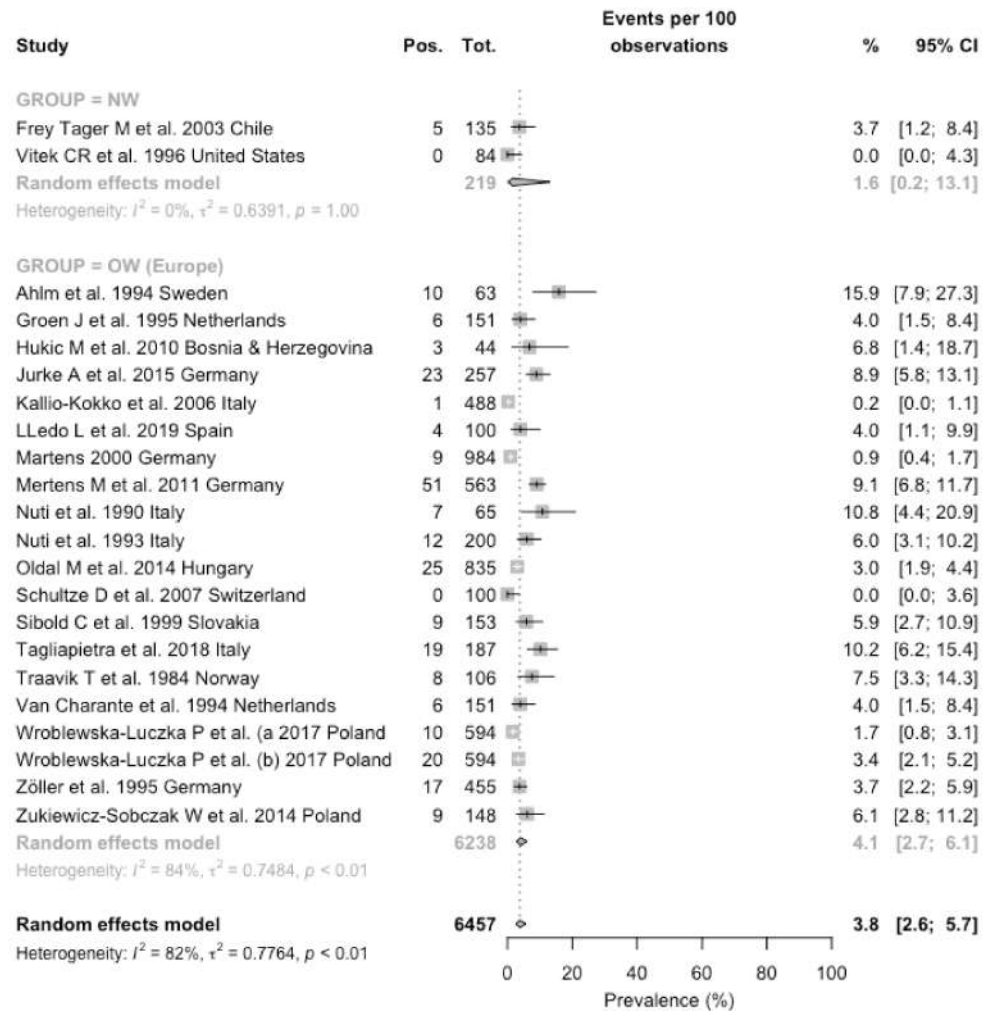 Events per 100
Study Pos. Tot. observations % 95% CI
GROUP = NW
Frey Tager M et al. 2003 Chile 5 135 3.7 [1.2; 8.4]
Vitek CR et al. 1996 United States 0 84 0.0 [0.0; 4.3]
Random effects model 219 1.6 [0.2; 13.1]
Heterogeneity: I² = 0%, τ² = 0.6391, p = 1.00
GROUP = OW (Europe)
Ahlm et al. 1994 Sweden 10 63 15.9 [7.9; 27.3]
Groen J et al. 1995 Netherlands 6 151 4.0 [1.5; 8.4]
Hukic M et al. 2010 Bosnia & Herzegovina 3 44 6.8 [1.4; 18.7]
Jurke A et al. 2015 Germany 23 257 8.9 [5.8; 13.1]
Kallio-Kokko et al. 2006 Italy 1 488 0.2 [0.0; 1.1]
LLedo L et al. 2019 Spain 4 100 4.0 [1.1; 9.9]
Martens 2000 Germany 9 984 0.9 [0.4; 1.7]
Mertens M et al. 2011 Germany 51 563 9.1 [6.8; 11.7]
Nuti et al. 1990 Italy 7 65 10.8 [4.4; 20.9]
Nuti et al. 1993 Italy 12 200 6.0 [3.1; 10.2]
Oldal M et al. 2014 Hungary 25 835 3.0 [1.9; 4.4]
Schultze D et al. 2007 Switzerland 0 100 0.0 [0.0; 3.6]
Sibold C et al. 1999 Slovakia 9 153 5.9 [2.7; 10.9]
Tagliapietra et al. 2018 Italy 19 187 10.2 [6.2; 15.4]
Traavik T et al. 1984 Norway 8 106 7.5 [3.3; 14.3]
Van Charante et al. 1994 Netherlands 6 151 4.0 [1.5; 8.4]
Wroblewska-Luczka P et al. (a 2017 Poland 10 594 1.7 [0.8; 3.1]
Wroblewska-Luczka P et al. (b) 2017 Poland 20 594 3.4 [2.1; 5.2]
Zöller et al. 1995 Germany 17 455 3.7 [2.2; 5.9]
Zukiewicz-Sobczak W et al. 2014 Poland 9 148 6.1 [2.8; 11.2]
Random effects model 6238 4.1 [2.7; 6.1]
Heterogeneity: I² = 84%, τ² = 0.7484, p < 0.01
Random effects model 6457 3.8 [2.6; 5.7]
Heterogeneity: I² = 82%, τ² = 0.7764, p < 0.01
0 20 40 60 80 100
Prevalence (%)